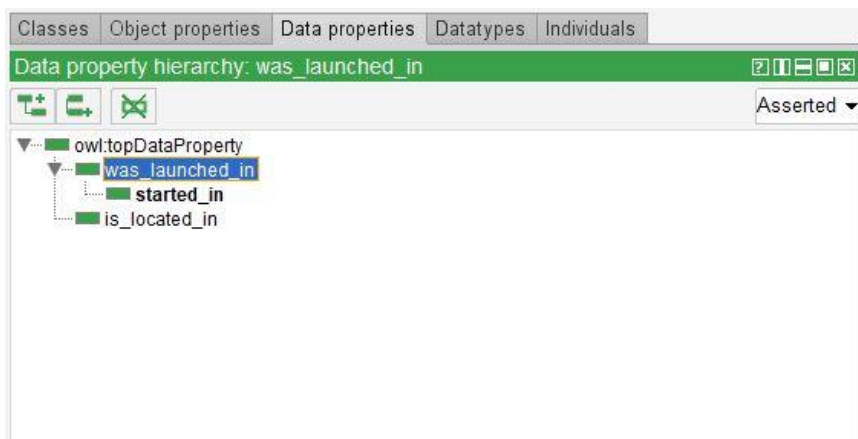 Classes Object properties Data properties Datatypes Individuals
Data property hierarchy: was_launched_in
Asserted
owl:topDataProperty
was_launched_in
started_in
is_located_in